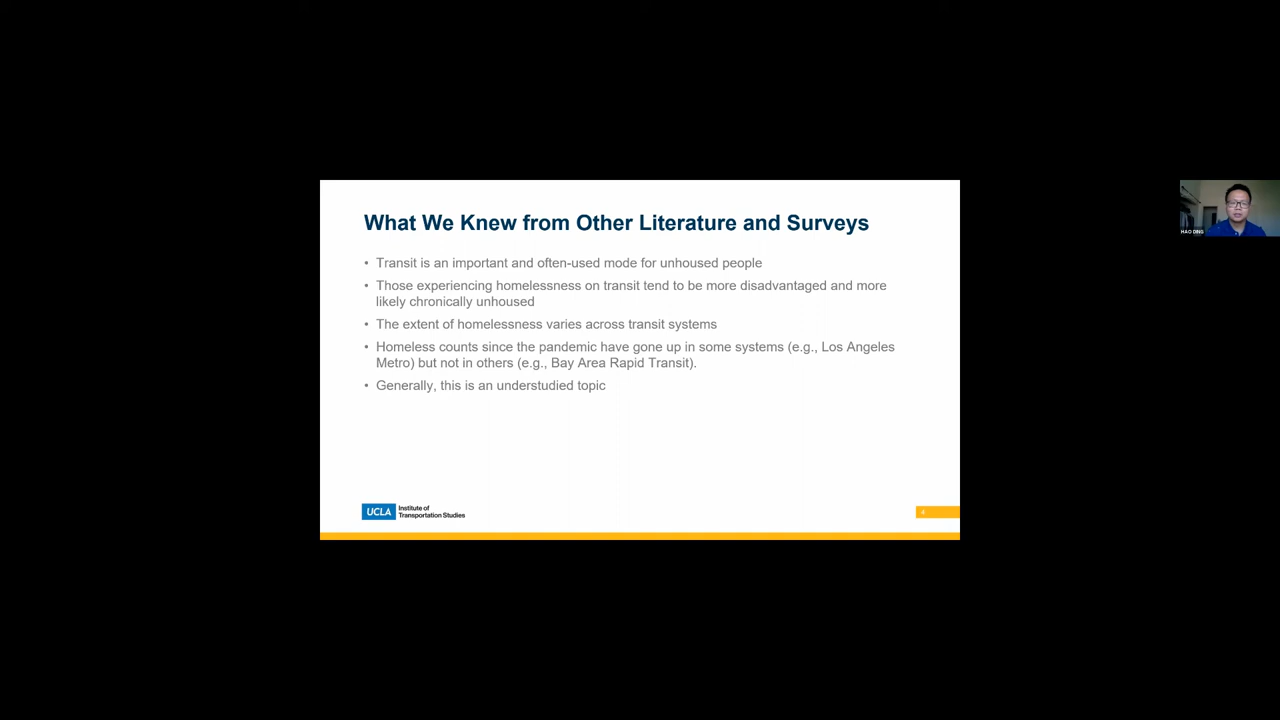 What We Knew from Other Literature and Surveys
• Transit is an important and often-used mode for unhoused people
• Those experiencing homelessness on transit tend to be more disadvantaged and more
likely chronically unhoused
• The extent of homelessness varies across transit systems
• Homeless counts since the pandemic have gone up in some systems (e.g., Los Angeles
Metro) but not in others (e.g., Bay Area Rapid Transit).
• Generally, this is an understudied topic
UCLA
Institute of
Transportation Studies
4
HAO DING